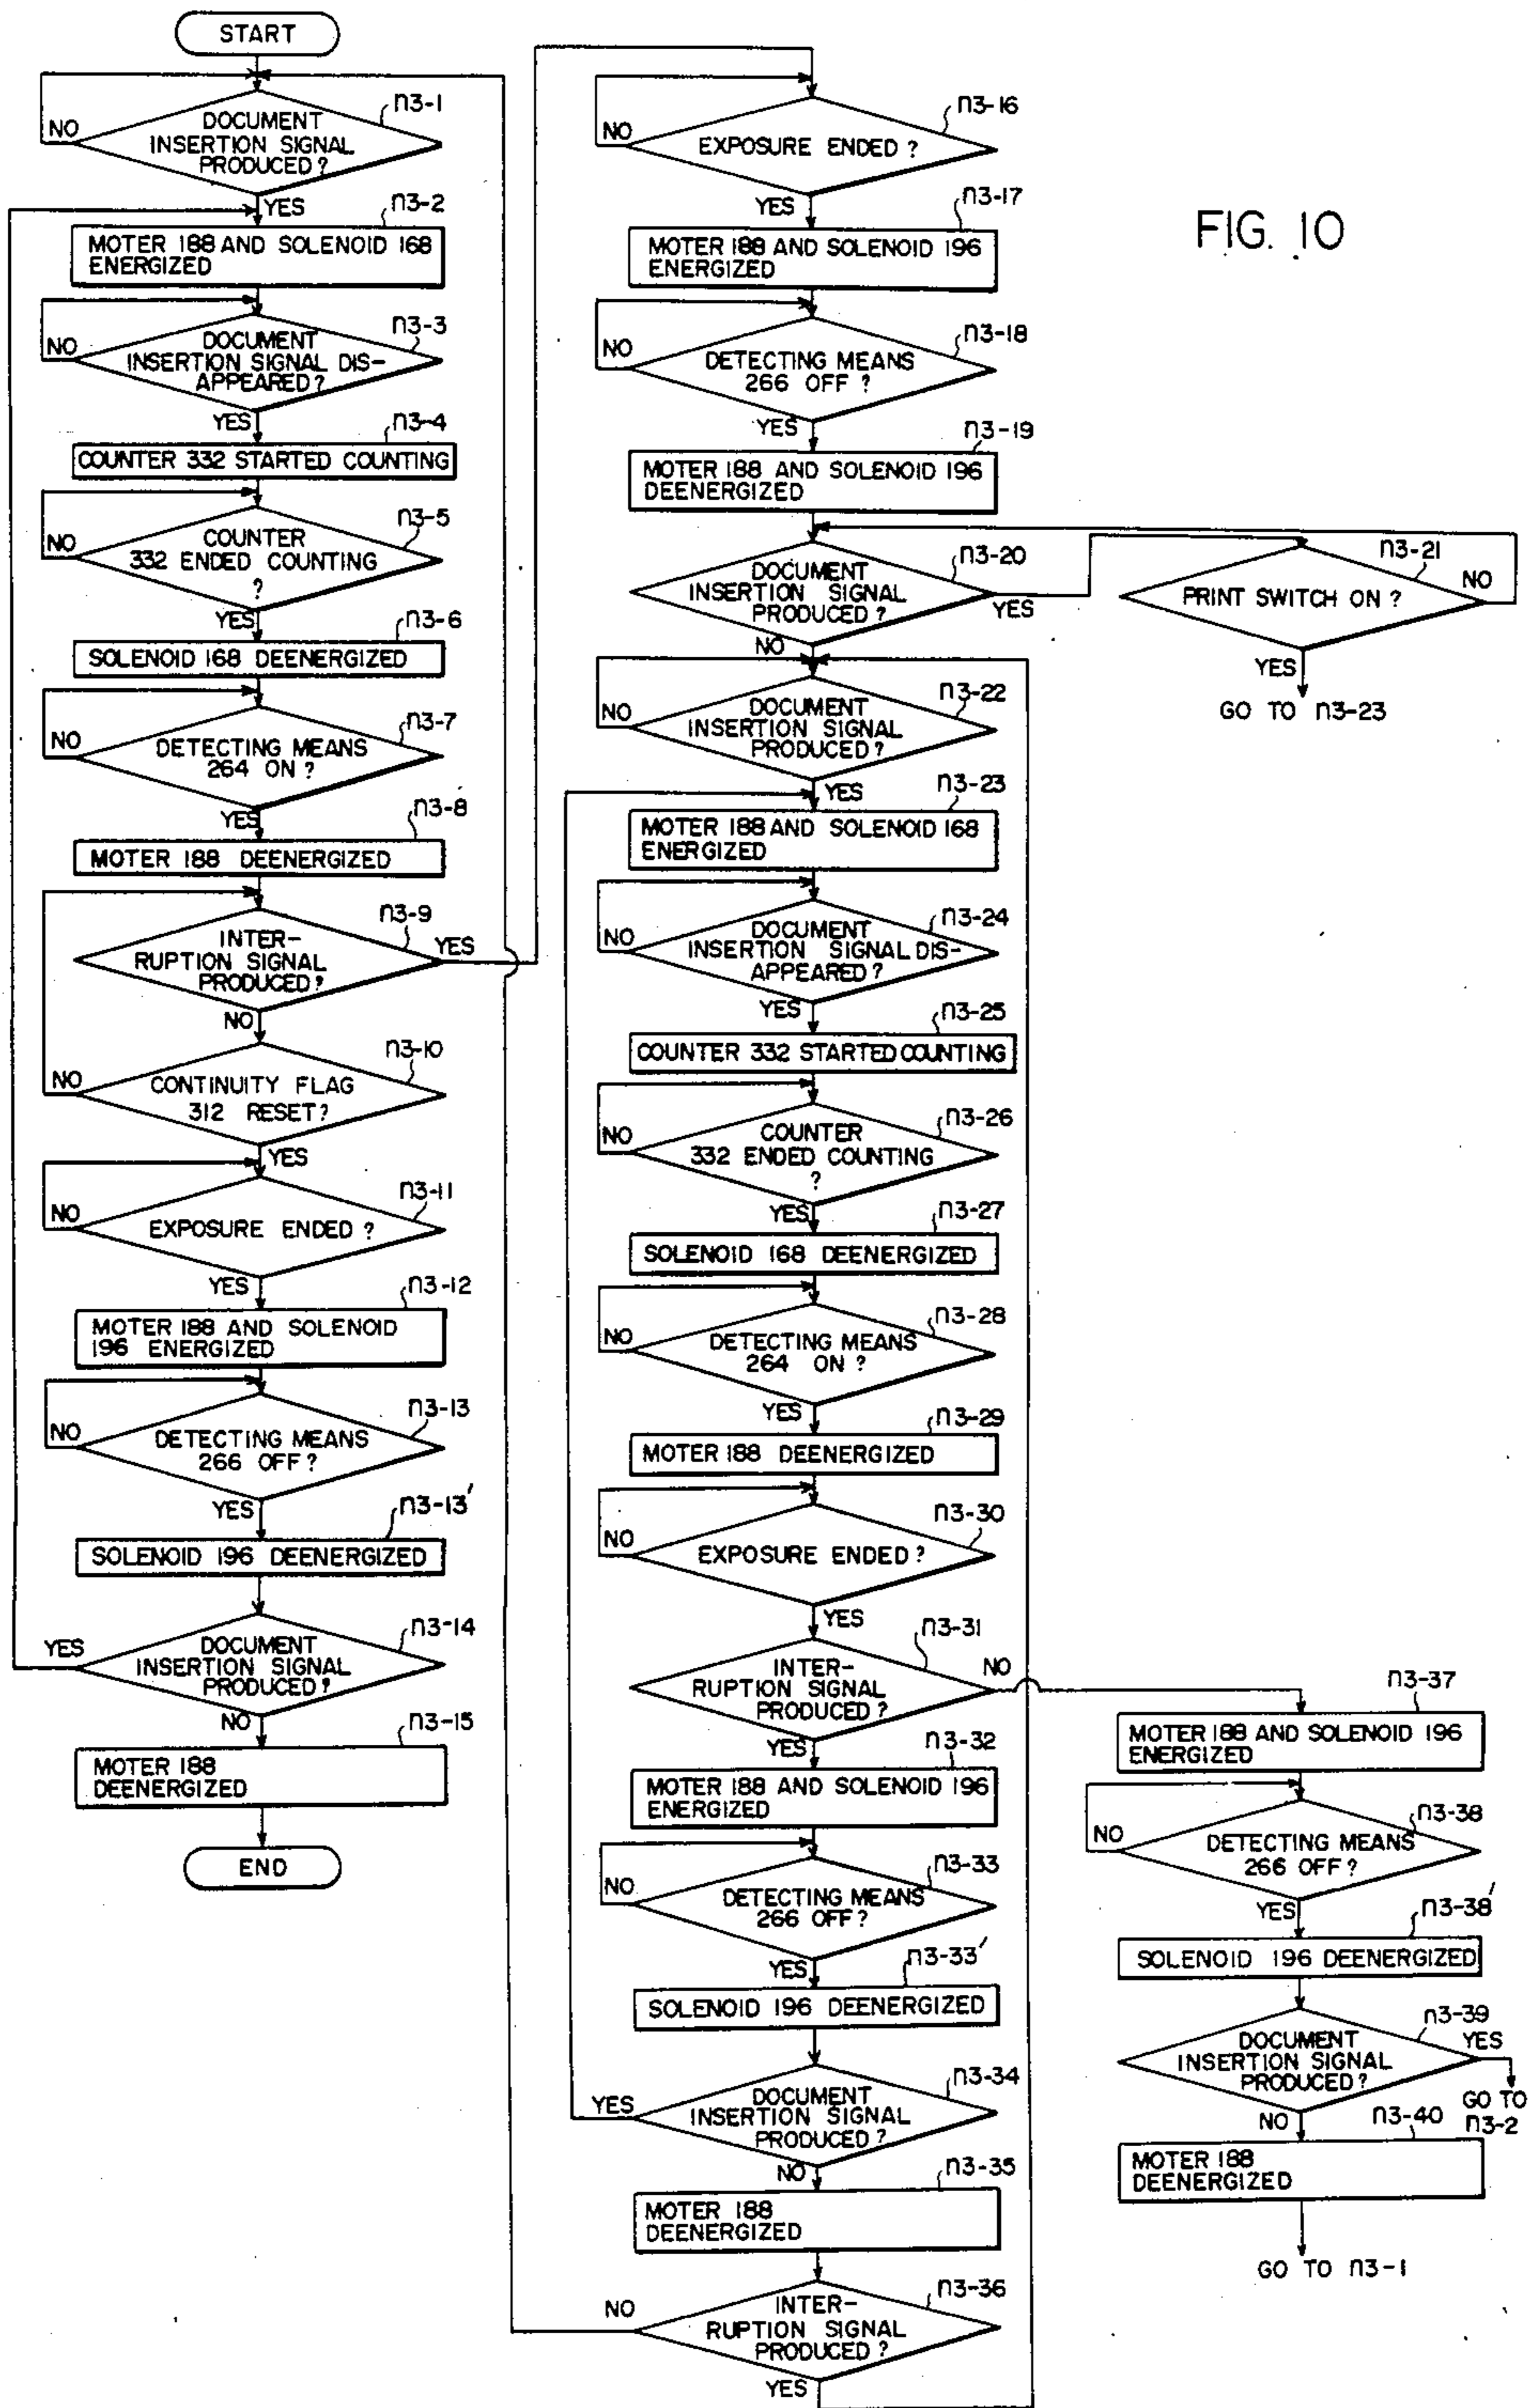 START
n3-1
DOCUMENT
INSERTION SIGNAL
PRODUCED?
NO
YES
n3-2
MOTER 188 AND SOLENOID 168
ENERGIZED
n3-3
DOCUMENT
INSERTION SIGNAL DIS-
APPEARED?
NO
YES
n3-4
COUNTER 332 STARTED COUNTING
n3-5
COUNTER
332 ENDED COUNTING
?
NO
YES
n3-6
SOLENOID 168 DEENERGIZED
n3-7
DETECTING MEANS
264 ON ?
NO
YES
n3-8
MOTER 188 DEENERGIZED
n3-9
INTER-
RUPTION SIGNAL
PRODUCED?
YES
NO
n3-10
CONTINUITY FLAG
312 RESET?
NO
YES
n3-11
EXPOSURE ENDED ?
NO
YES
n3-12
MOTER 188 AND SOLENOID
196 ENERGIZED
n3-13
DETECTING MEANS
266 OFF?
NO
YES
n3-13'
SOLENOID 196 DEENERGIZED
n3-14
DOCUMENT
INSERTION SIGNAL
PRODUCED?
YES
NO
n3-15
MOTER 188
DEENERGIZED
END
n3-16
EXPOSURE ENDED ?
NO
YES
n3-17
MOTER 188 AND SOLENOID 196
ENERGIZED
n3-18
DETECTING MEANS
266 OFF ?
NO
YES
n3-19
MOTER 188 AND SOLENOID 196
DEENERGIZED
n3-20
DOCUMENT
INSERTION SIGNAL
PRODUCED?
YES
NO
n3-21
PRINT SWITCH ON ?
NO
YES
GO TO n3-23
n3-22
DOCUMENT
INSERTION SIGNAL
PRODUCED?
NO
YES
n3-23
MOTER 188 AND SOLENOID 168
ENERGIZED
n3-24
DOCUMENT
INSERTION SIGNAL DIS-
APPEARED?
NO
YES
n3-25
COUNTER 332 STARTED COUNTING
n3-26
COUNTER
332 ENDED COUNTING
?
NO
YES
n3-27
SOLENOID 168 DEENERGIZED
n3-28
DETECTING MEANS
264 ON ?
NO
YES
n3-29
MOTER 188 DEENERGIZED
n3-30
EXPOSURE ENDED ?
NO
YES
n3-31
INTER-
RUPTION SIGNAL
PRODUCED?
NO
YES
n3-32
MOTER 188 AND SOLENOID 196
ENERGIZED
n3-33
DETECTING MEANS
266 OFF?
NO
YES
n3-33'
SOLENOID 196 DEENERGIZED
n3-34
DOCUMENT
INSERTION SIGNAL
PRODUCED?
YES
NO
n3-35
MOTER 188
DEENERGIZED
n3-36
INTER-
RUPTION SIGNAL
PRODUCED?
NO
YES
n3-37
MOTER 188 AND SOLENOID 196
ENERGIZED
n3-38
DETECTING MEANS
266 OFF?
NO
YES
n3-38'
SOLENOID 196 DEENERGIZED
n3-39
DOCUMENT
INSERTION SIGNAL
PRODUCED?
YES
GO TO
n3-2
NO
n3-40
MOTER 188
DEENERGIZED
GO TO n3-1
FIG. 10